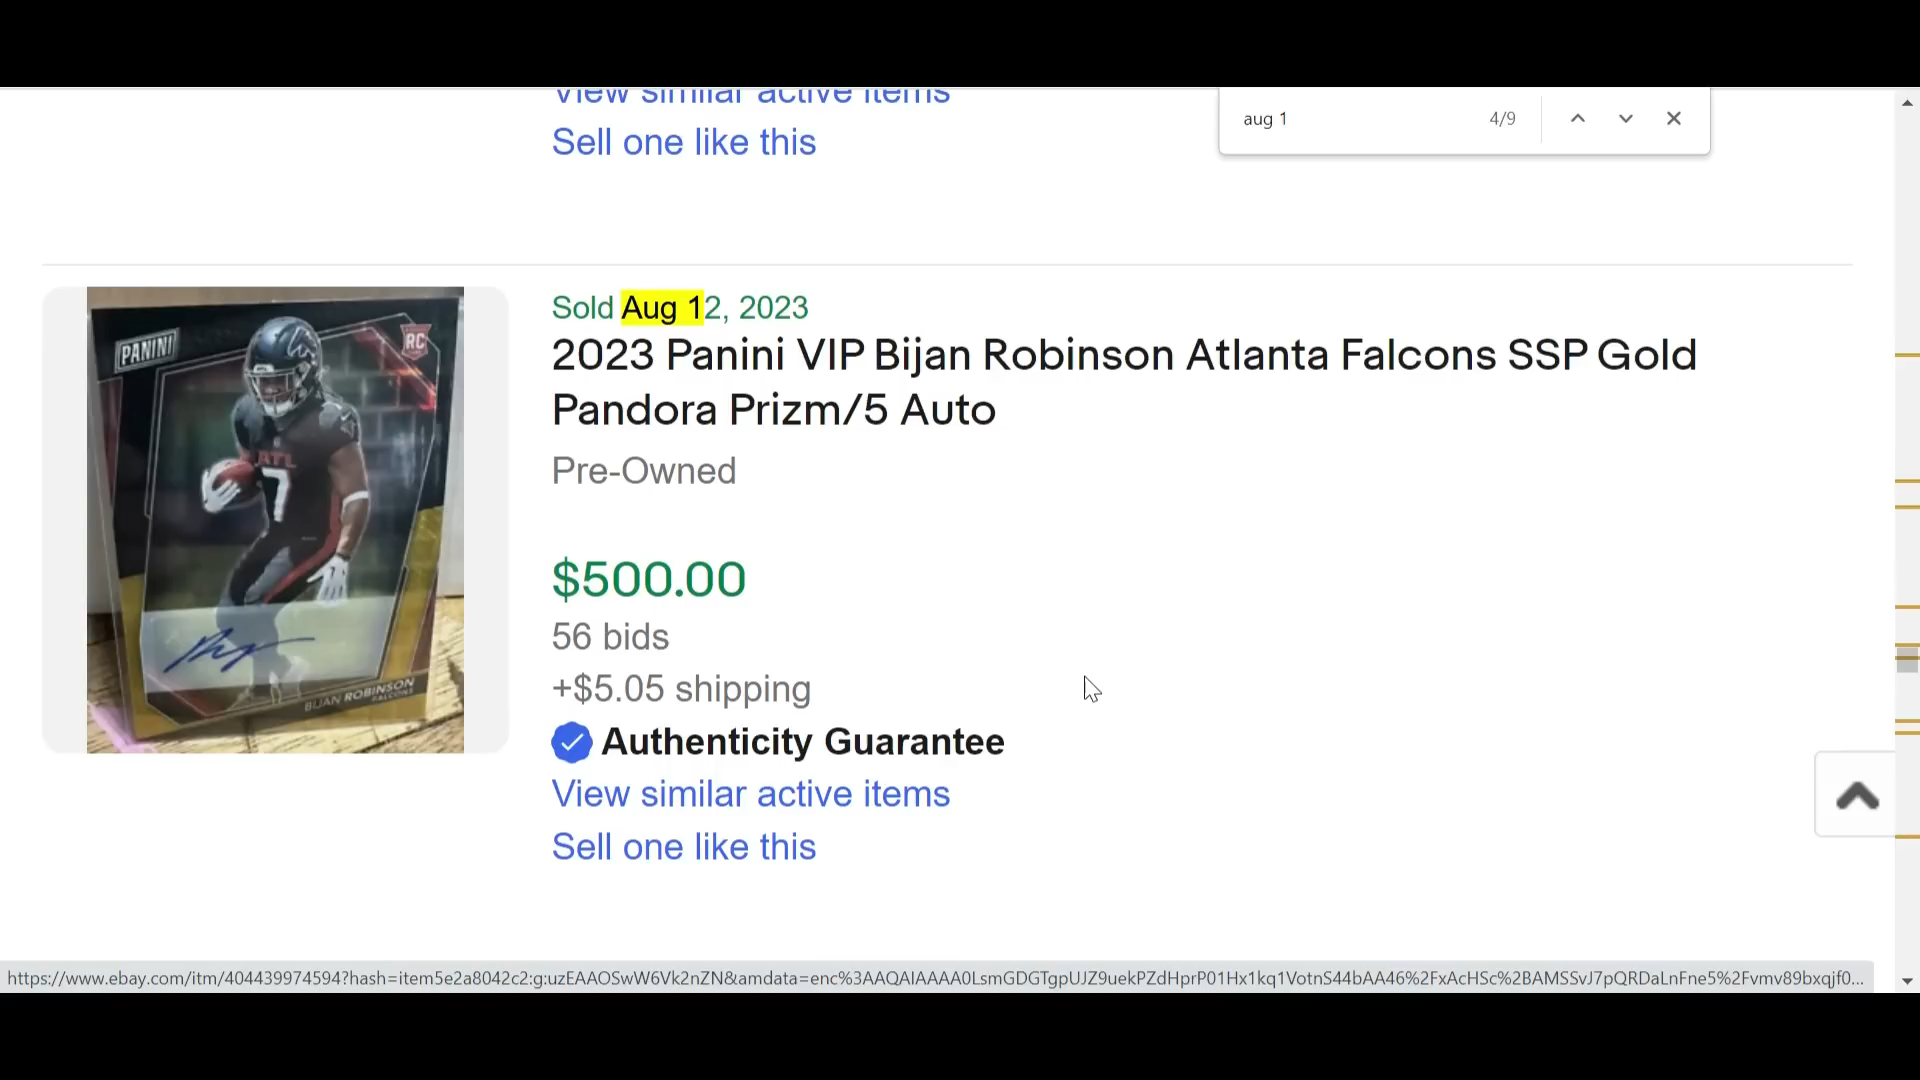 View similar active items
Sell one like this
aug 1 4/9
Sold Aug 12, 2023
2023 Panini VIP Bijan Robinson Atlanta Falcons SSP Gold
Pandora Prizm/5 Auto
Pre-Owned
$500.00
56 bids
+$5.05 shipping
Authenticity Guarantee
View similar active items
Sell one like this
PANINI
RC
ATL
7
BIJAN ROBINSON
FALCONS
https://www.ebay.com/itm/404439974594?hash=item5e2a8042c2:g:uzEAAOSwW6Vk2nZN&amdata=enc%3AAQAIAAAA0LsmGDGTgpUJZ9uekPZdHprP01Hx1kq1VotnS44bAA46%2FxAcHSc%2BAMSSvJ7pQRDaLnFne5%2Fvmv89bxqjf0...